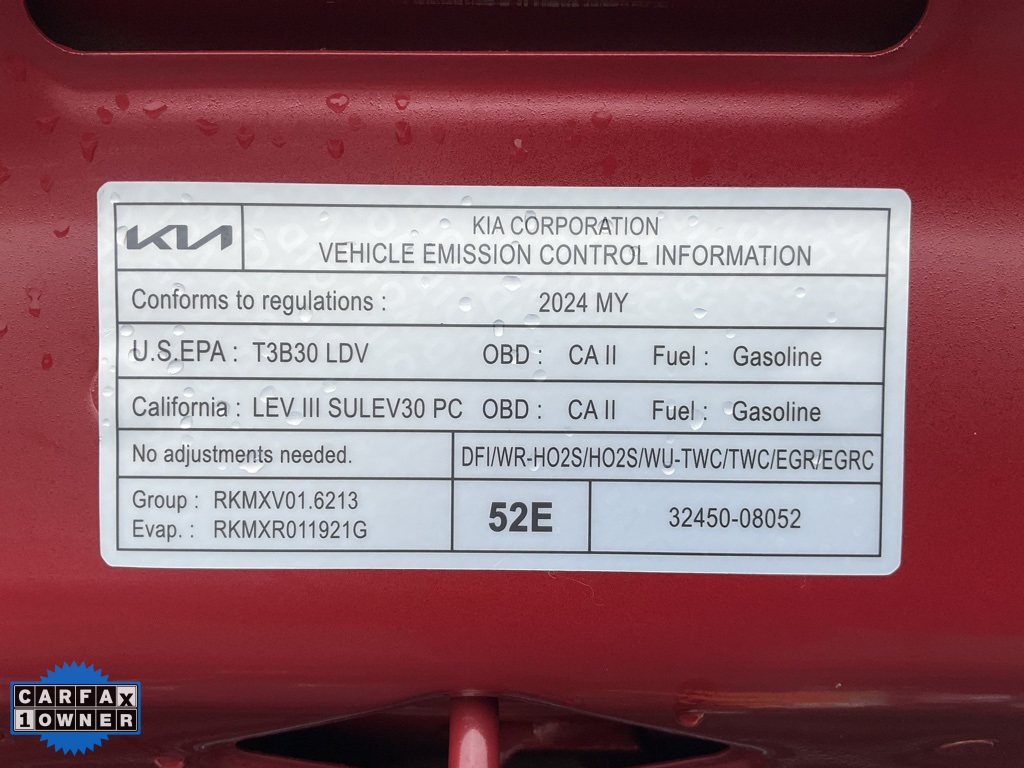 KIA
KIA CORPORATION
VEHICLE EMISSION CONTROL INFORMATION
Conforms to regulations : 2024 MY
U.S.EPA : T3B30 LDV OBD : CA II Fuel : Gasoline
California : LEV III SULEV30 PC OBD : CA II Fuel : Gasoline
No adjustments needed. DFI/WR-HO2S/HO2S/WU-TWC/TWC/EGR/EGRC
Group : RKMXV01.6213
Evap. : RKMXR011921G
52E
32450-08052
CARFAX
1 OWNER